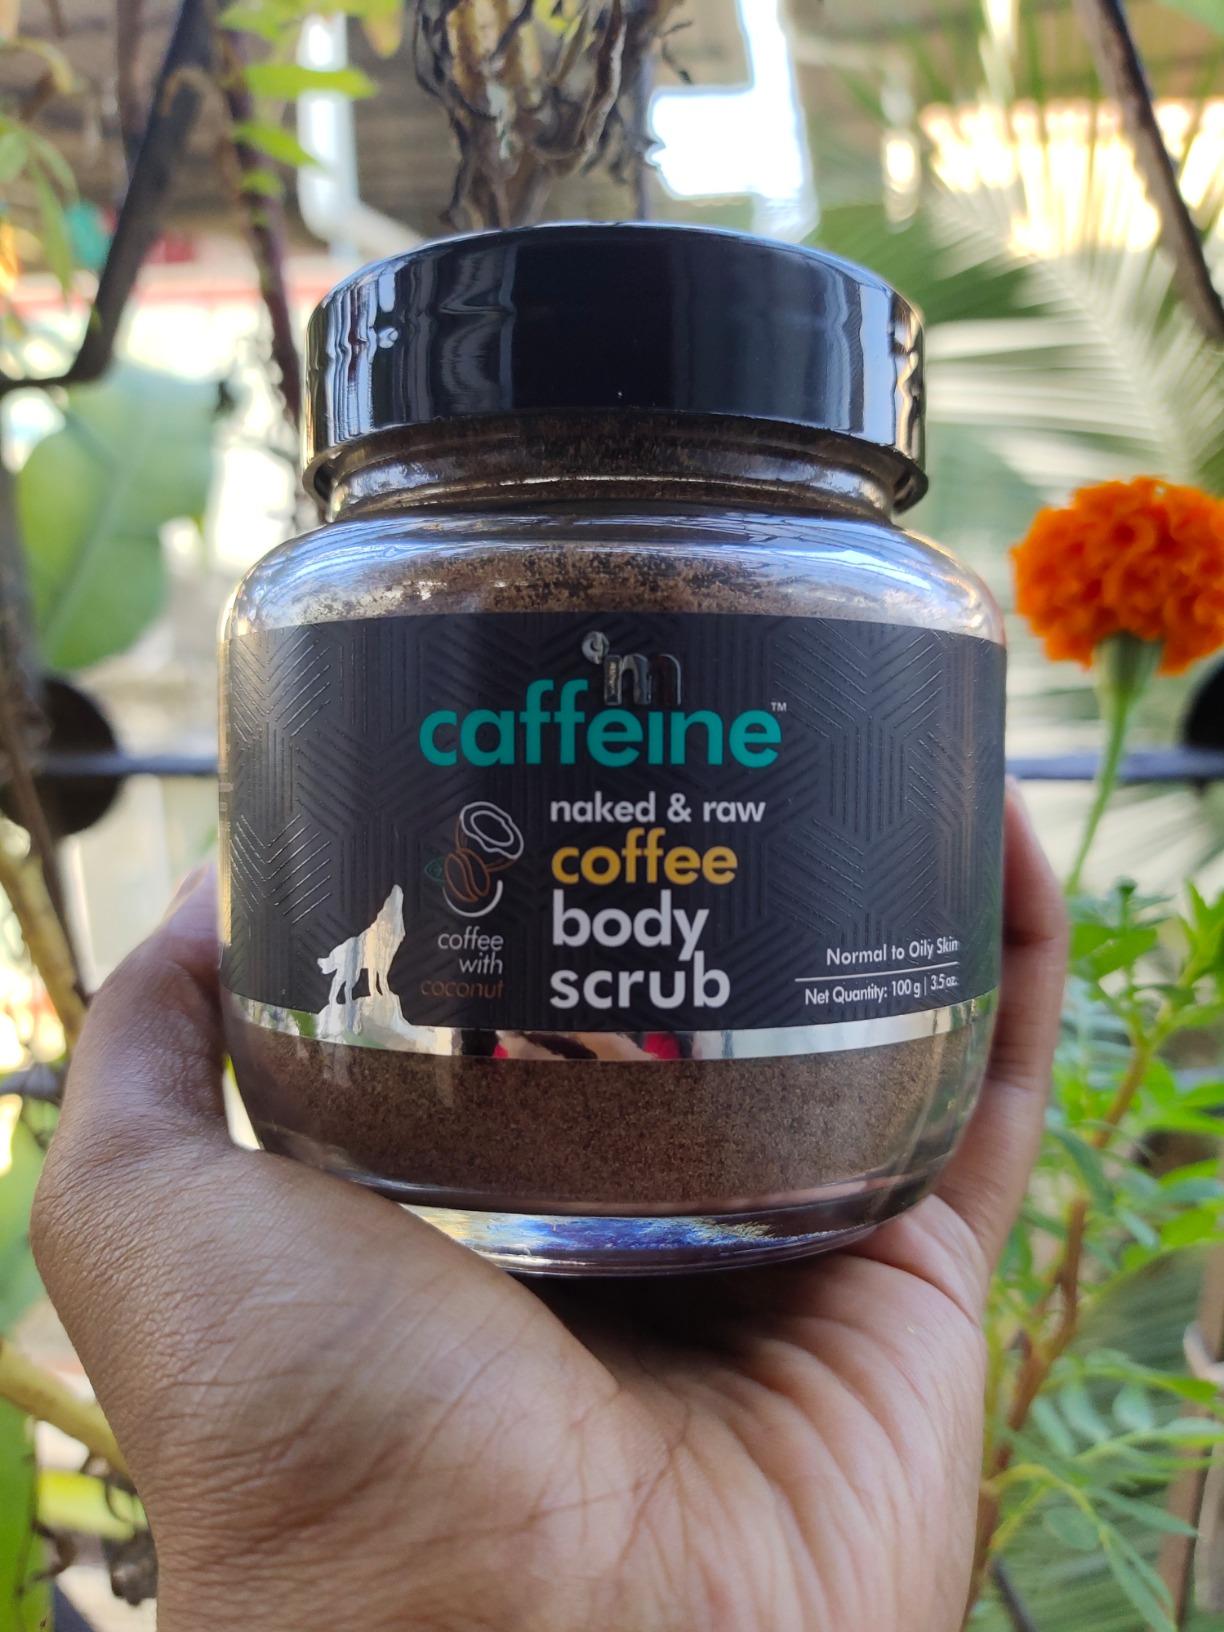 m
caffeine™
naked & raw
coffee
body
scrub
coffee
with
coconut
Normal to Oily Skin
Net Quantity: 100 g | 3.5 oz.